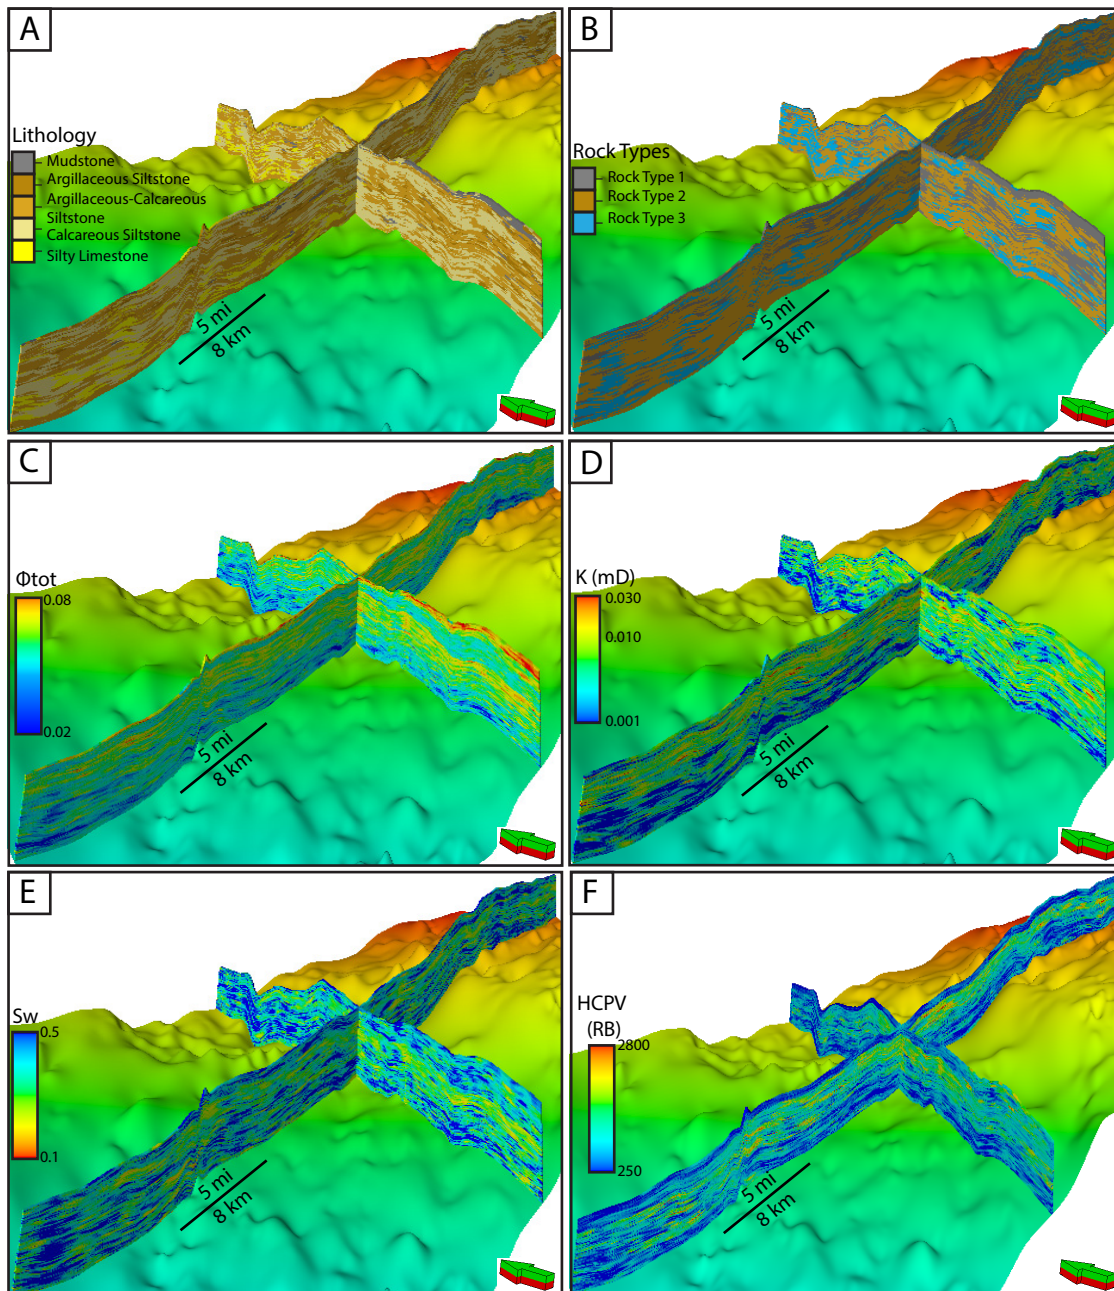 A
Lithology
Mudstone
Argillaceous Siltstone
Argillaceous-Calcareous
Siltstone
Calcareous Siltstone
Silty Limestone
5 mi
8 km
B
Rock Types
Rock Type 1
Rock Type 2
Rock Type 3
5 mi
8 km
C
Φtot
0.08
0.02
5 mi
8 km
D
K (mD)
0.030
0.010
0.001
5 mi
8 km
E
Sw
0.5
0.1
5 mi
8 km
F
HCPV
(RB)
2800
250
5 mi
8 km